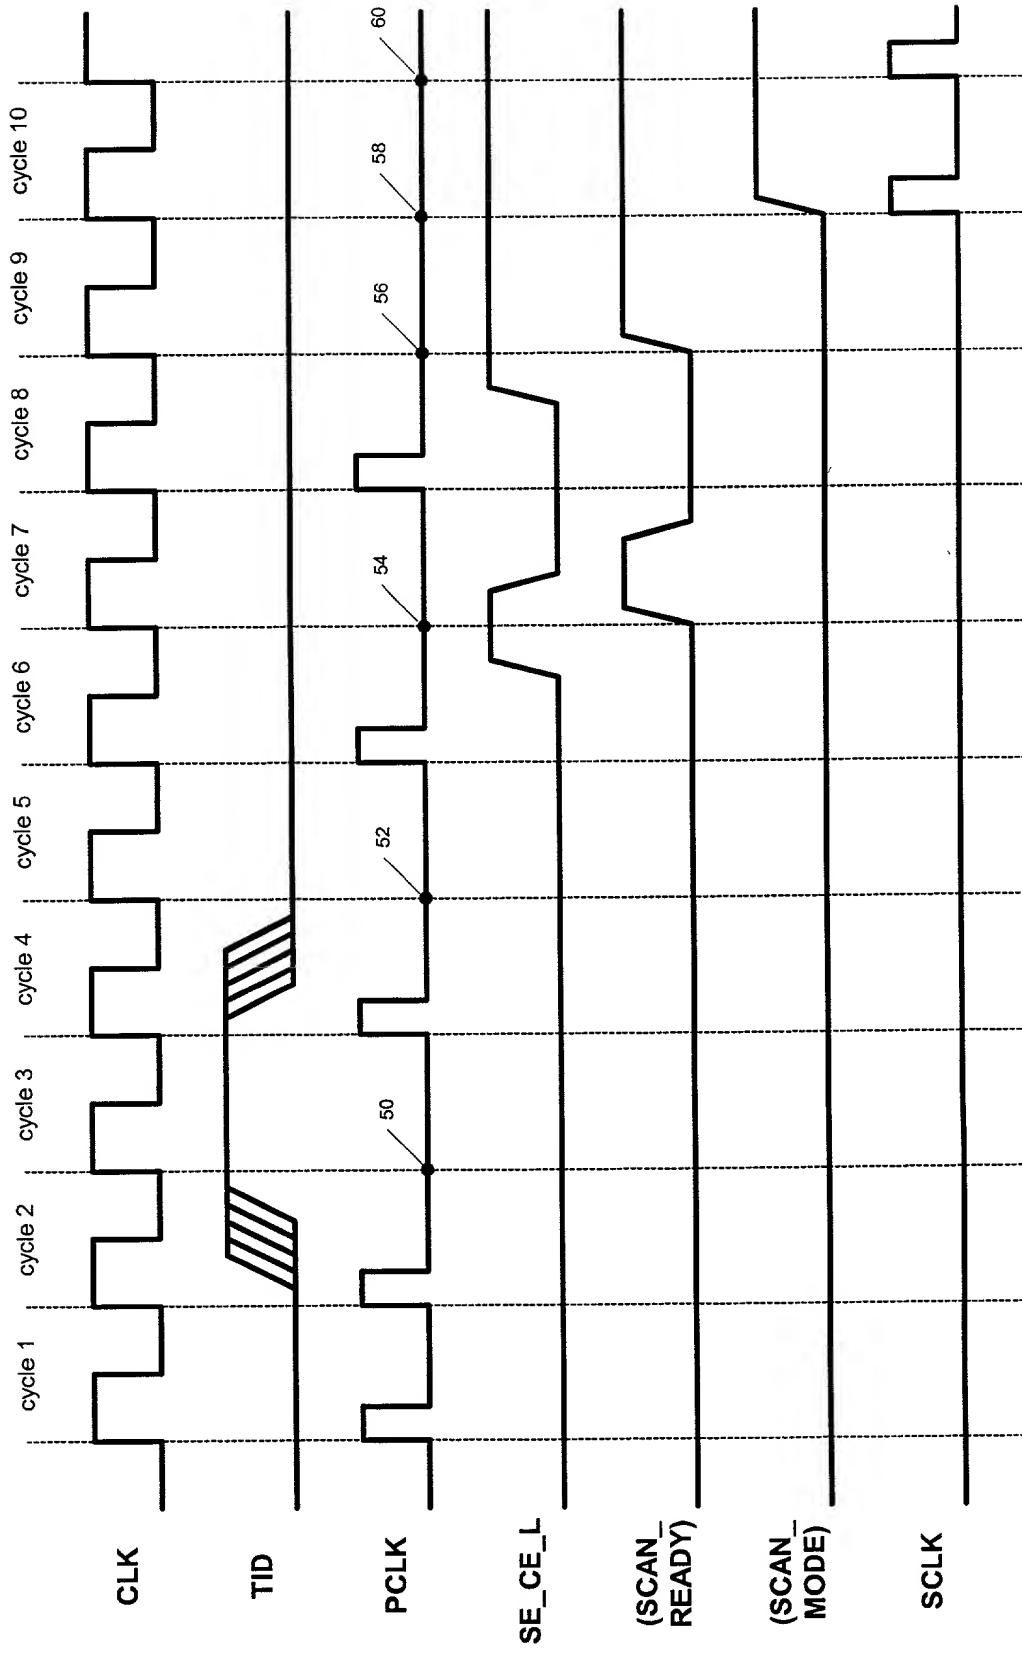 cycle 1
cycle 2
cycle 3
cycle 4
cycle 5
cycle 6
cycle 7
cycle 8
cycle 9
cycle 10
CLK
TID
PCLK
50
52
54
56
58
60
SE_CE_L
(SCAN_
READY)
(SCAN_
MODE)
SCLK